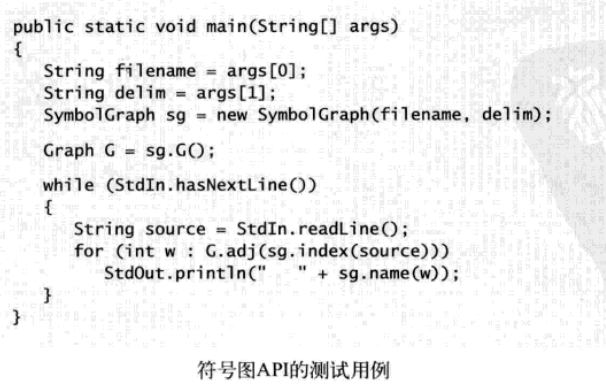 public static void main(String[] args)
{
   String filename = args[0];
   String delim = args[1];
   SymbolGraph sg = new SymbolGraph(filename, delim);
   Graph G = sg.G();
   while (StdIn.hasNextLine())
   {
      String source = StdIn.readLine();
      for (int w : G.adj(sg.index(source)))
         StdOut.println("   " + sg.name(w));
   }
}
符号图API的测试用例